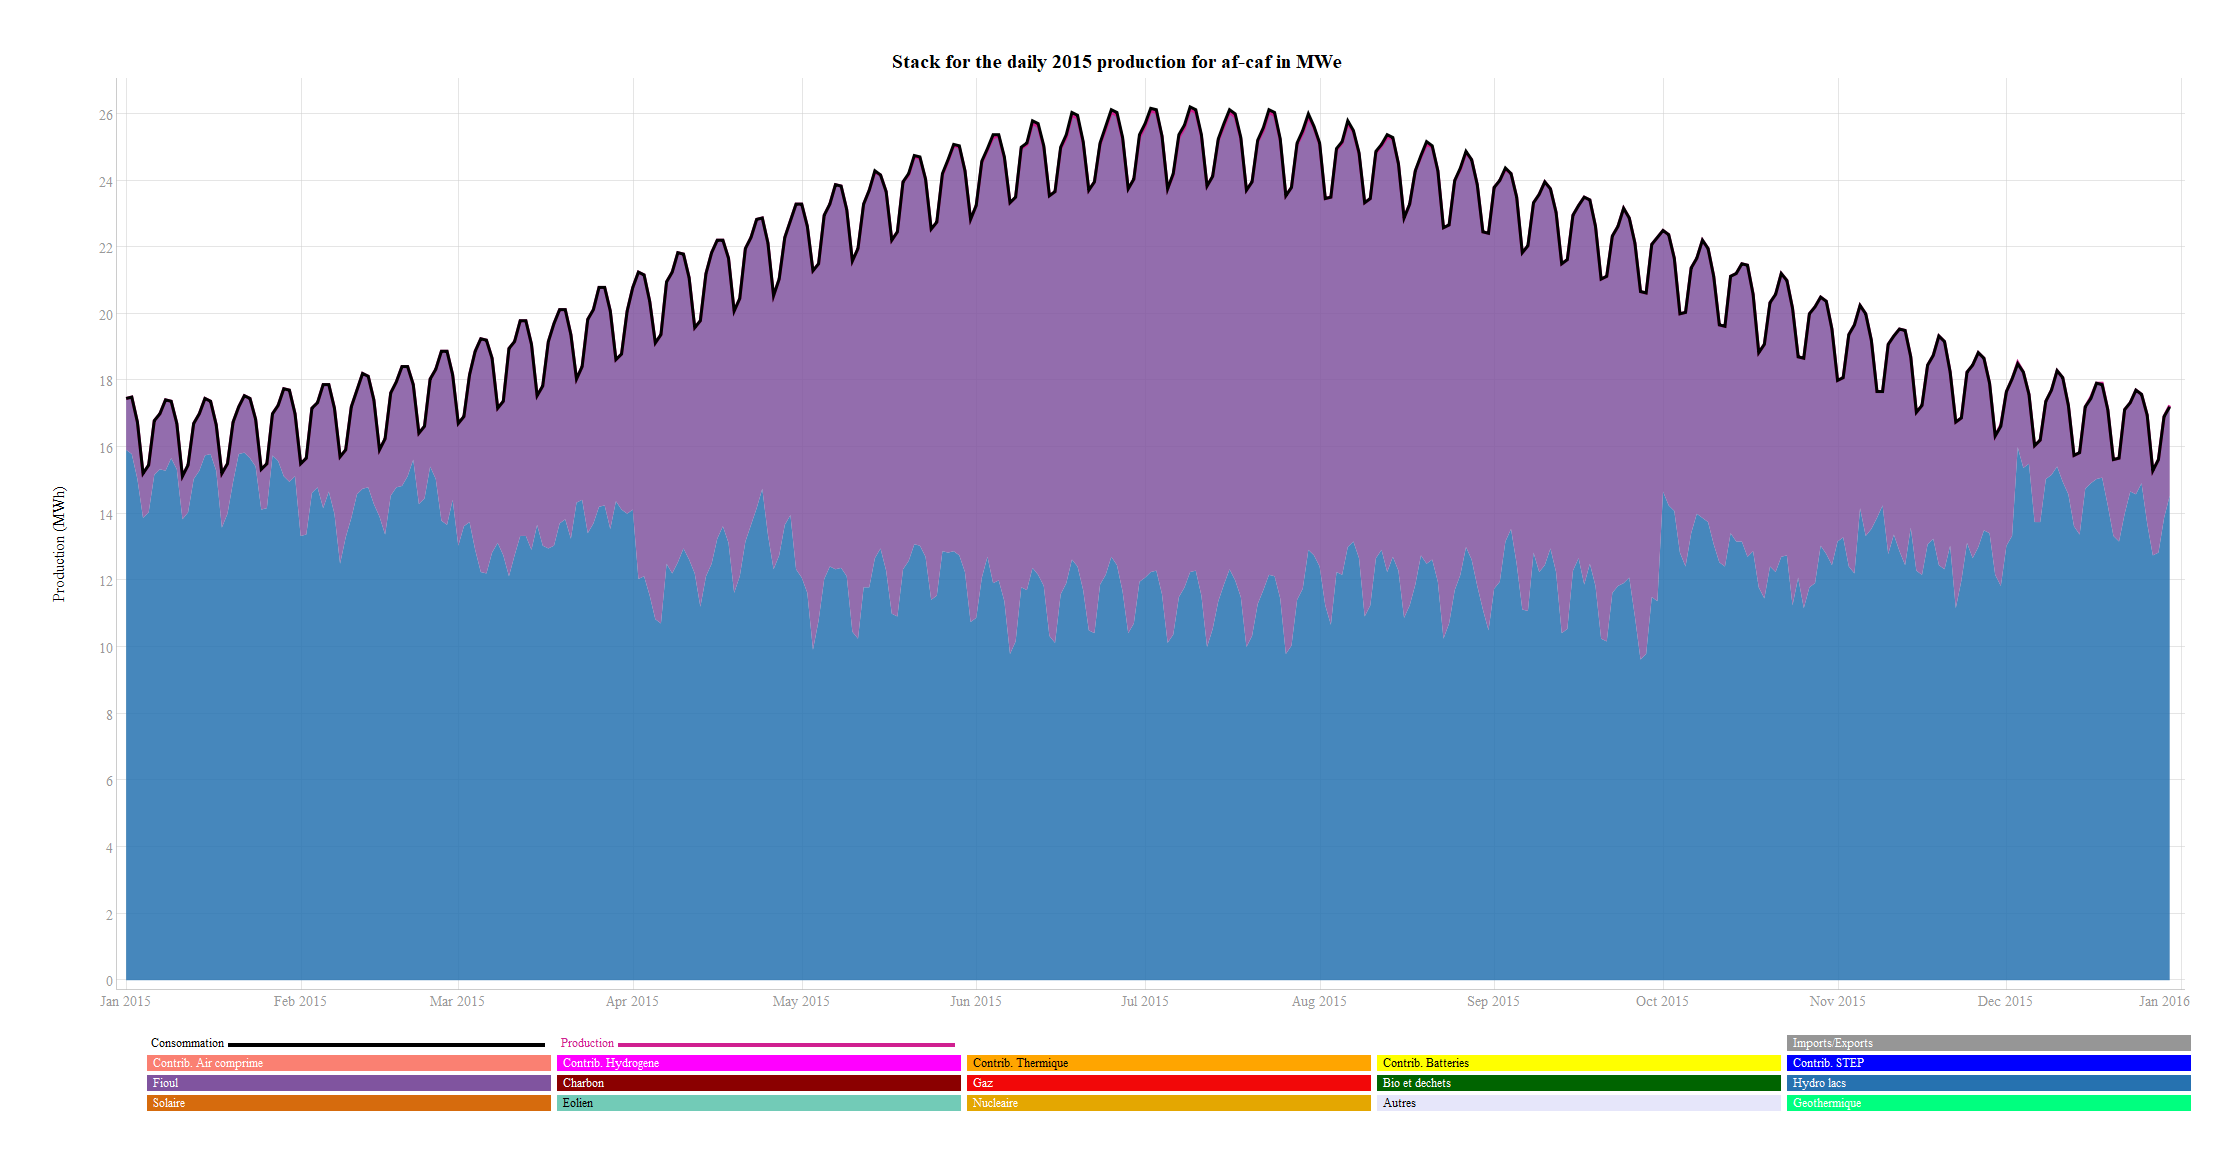 Stack for the daily 2015 production for af-caf in MWe
Production (MWh)
26
24
22
20
18
16
14
12
10
8
6
4
2
0
Jan 2015 Feb 2015 Mar 2015 Apr 2015 May 2015 Jun 2015 Jul 2015 Aug 2015 Sep 2015 Oct 2015 Nov 2015 Dec 2015 Jan 2016
Consommation Production Imports/Exports
Contrib. Air comprime Contrib. Hydrogene Contrib. Thermique Contrib. Batteries Contrib. STEP
Fioul Charbon Gaz Bio et dechets Hydro lacs
Solaire Eolien Nucleaire Autres Geothermique